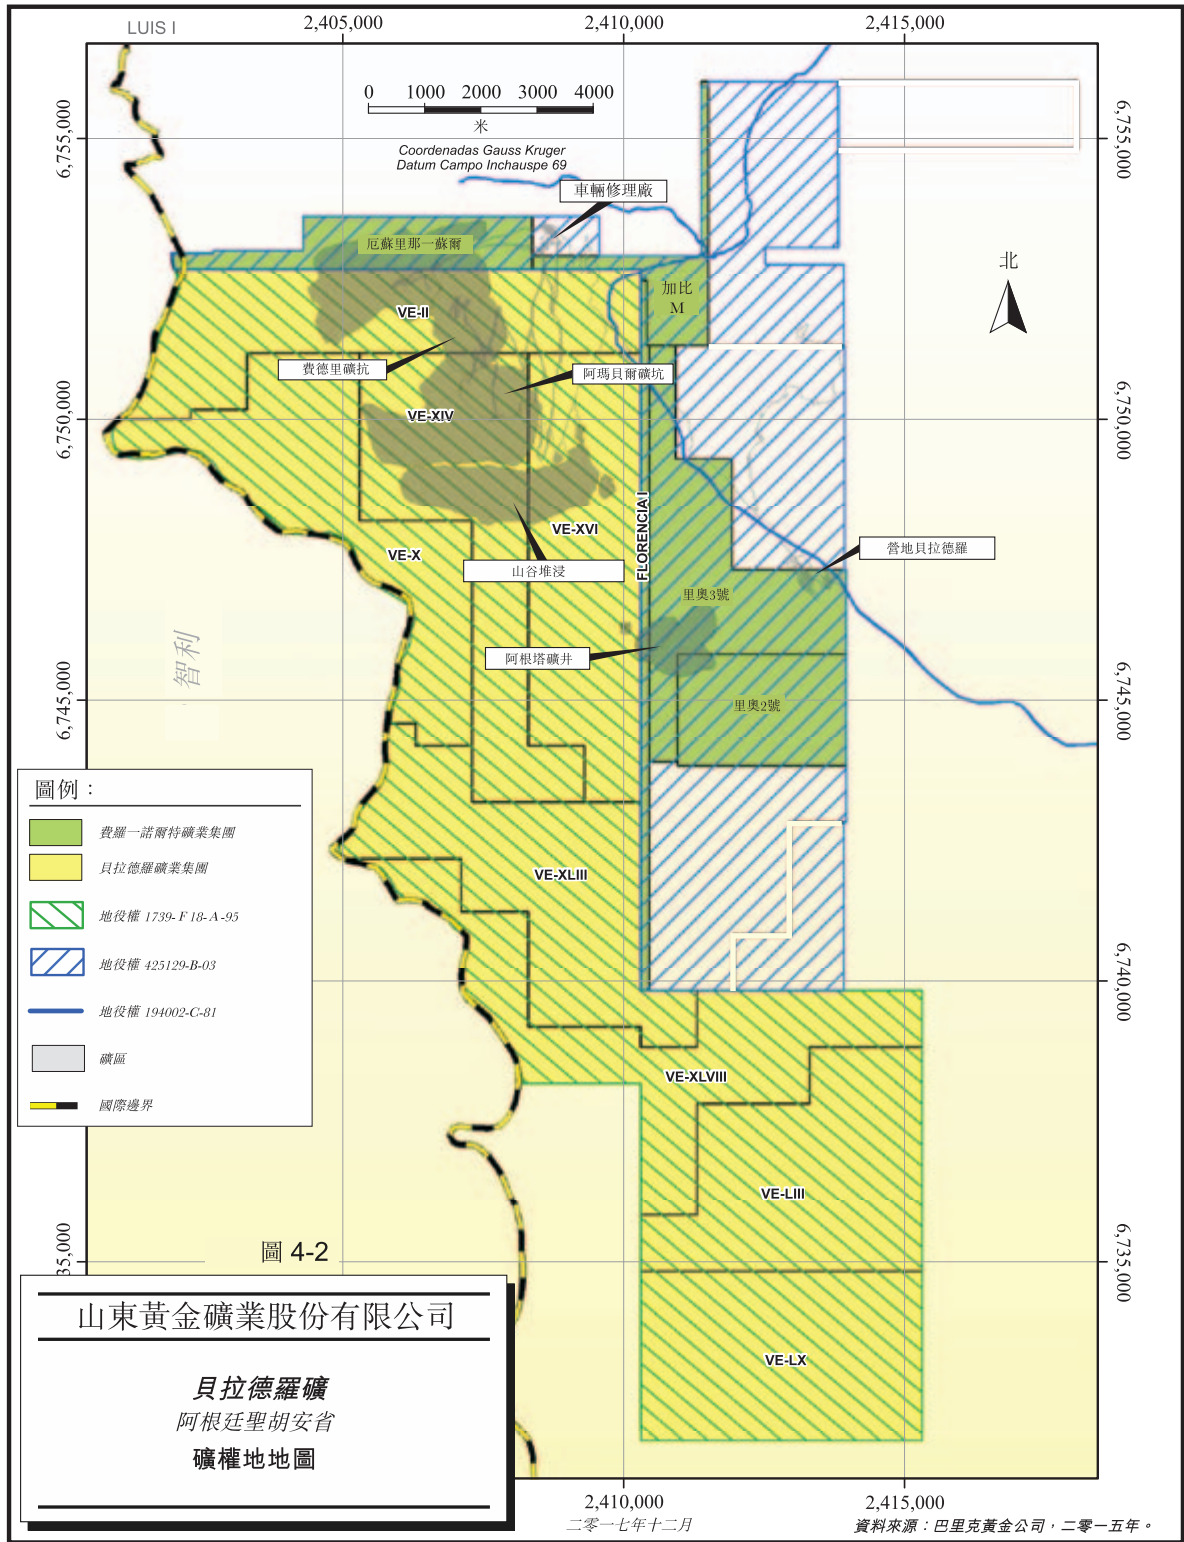 LUIS I
2,405,000
2,410,000
2,415,000
0 1000 2000 3000 4000
米
Coordenadas Gauss Kruger
Datum Campo Inchauspe 69
6,755,000
6,755,000
車輛修理廠
厄蘇里那一蘇爾
北
加比
M
VE-II
費德里礦抗
阿瑪貝爾礦坑
6,750,000
VE-XIV
6,750,000
FLORENCIA I
VE-XVI
VE-X
營地貝拉德羅
山谷堆浸
里奧3號
智利
阿根塔礦井
6,745,000
里奧2號
6,745,000
圖例：
費羅一諾爾特礦業集團
貝拉德羅礦業集團
地役權 1739- F 18- A -95
地役權 425129-B-03
地役權 194002-C-81
礦區
國際邊界
VE-XLIII
6,740,000
VE-XLVIII
VE-LIII
35,000
圖 4-2
6,735,000
山東黃金礦業股份有限公司
貝拉德羅礦
阿根廷聖胡安省
礦權地地圖
VE-LX
2,410,000
2,415,000
二零一七年十二月
資料來源：巴里克黃金公司，二零一五年。